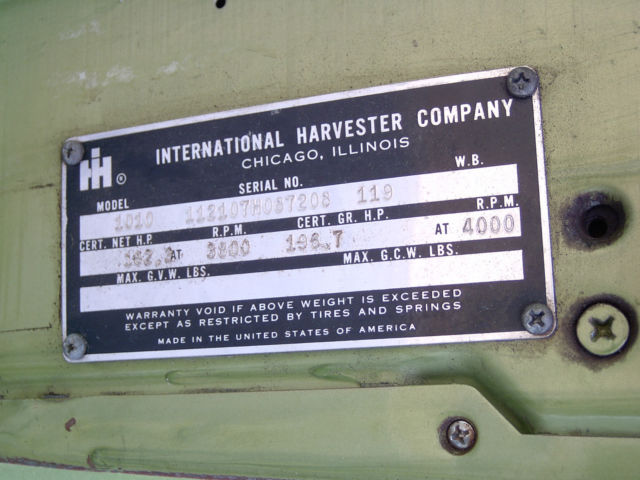 IH ®
INTERNATIONAL HARVESTER COMPANY
CHICAGO, ILLINOIS
MODEL SERIAL NO. W.B.
1010 112107H087208 119
CERT. NET H.P. R.P.M. CERT. GR. H.P. R.P.M.
AT 3800 196.7 AT 4000
MAX. G.V.W. LBS. MAX. G.C.W. LBS.
WARRANTY VOID IF ABOVE WEIGHT IS EXCEEDED
EXCEPT AS RESTRICTED BY TIRES AND SPRINGS
MADE IN THE UNITED STATES OF AMERICA